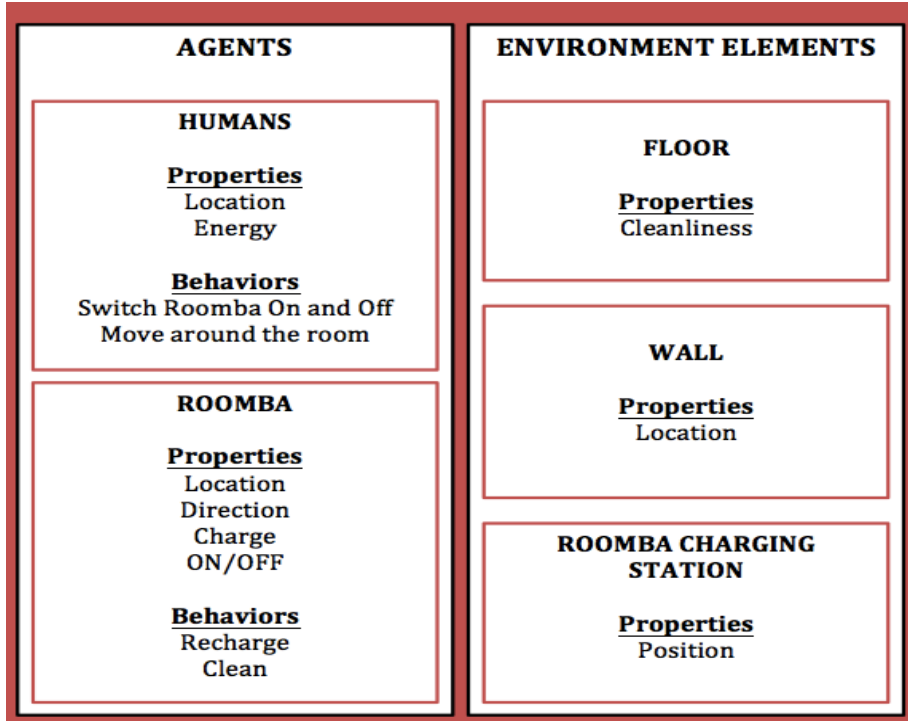 AGENTS
HUMANS
Properties
Location
Energy
Behaviors
Switch Roomba On and Off
Move around the room
ROOMBA
Properties
Location
Direction
Charge
ON/OFF
Behaviors
Recharge
Clean
ENVIRONMENT ELEMENTS
FLOOR
Properties
Cleanliness
WALL
Properties
Location
ROOMBA CHARGING
STATION
Properties
Position